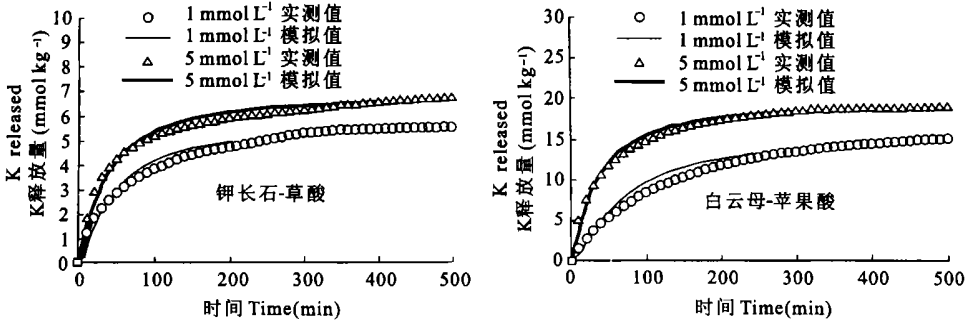 1 mmol L⁻¹ 实测值
1 mmol L⁻¹ 模拟值
5 mmol L⁻¹ 实测值
5 mmol L⁻¹ 模拟值
10
9
8
7
6
5
4
3
2
1
0
K released
K释放量 (mmol kg⁻¹)
钾长石-草酸
0 100 200 300 400 500
时间 Time(min)
1 mmol L⁻¹ 实测值
1 mmol L⁻¹ 模拟值
5 mmol L⁻¹ 实测值
5 mmol L⁻¹ 模拟值
30
25
20
15
10
5
0
K released
K释放量 (mmol kg⁻¹)
白云母-苹果酸
0 100 200 300 400 500
时间 Time(min)